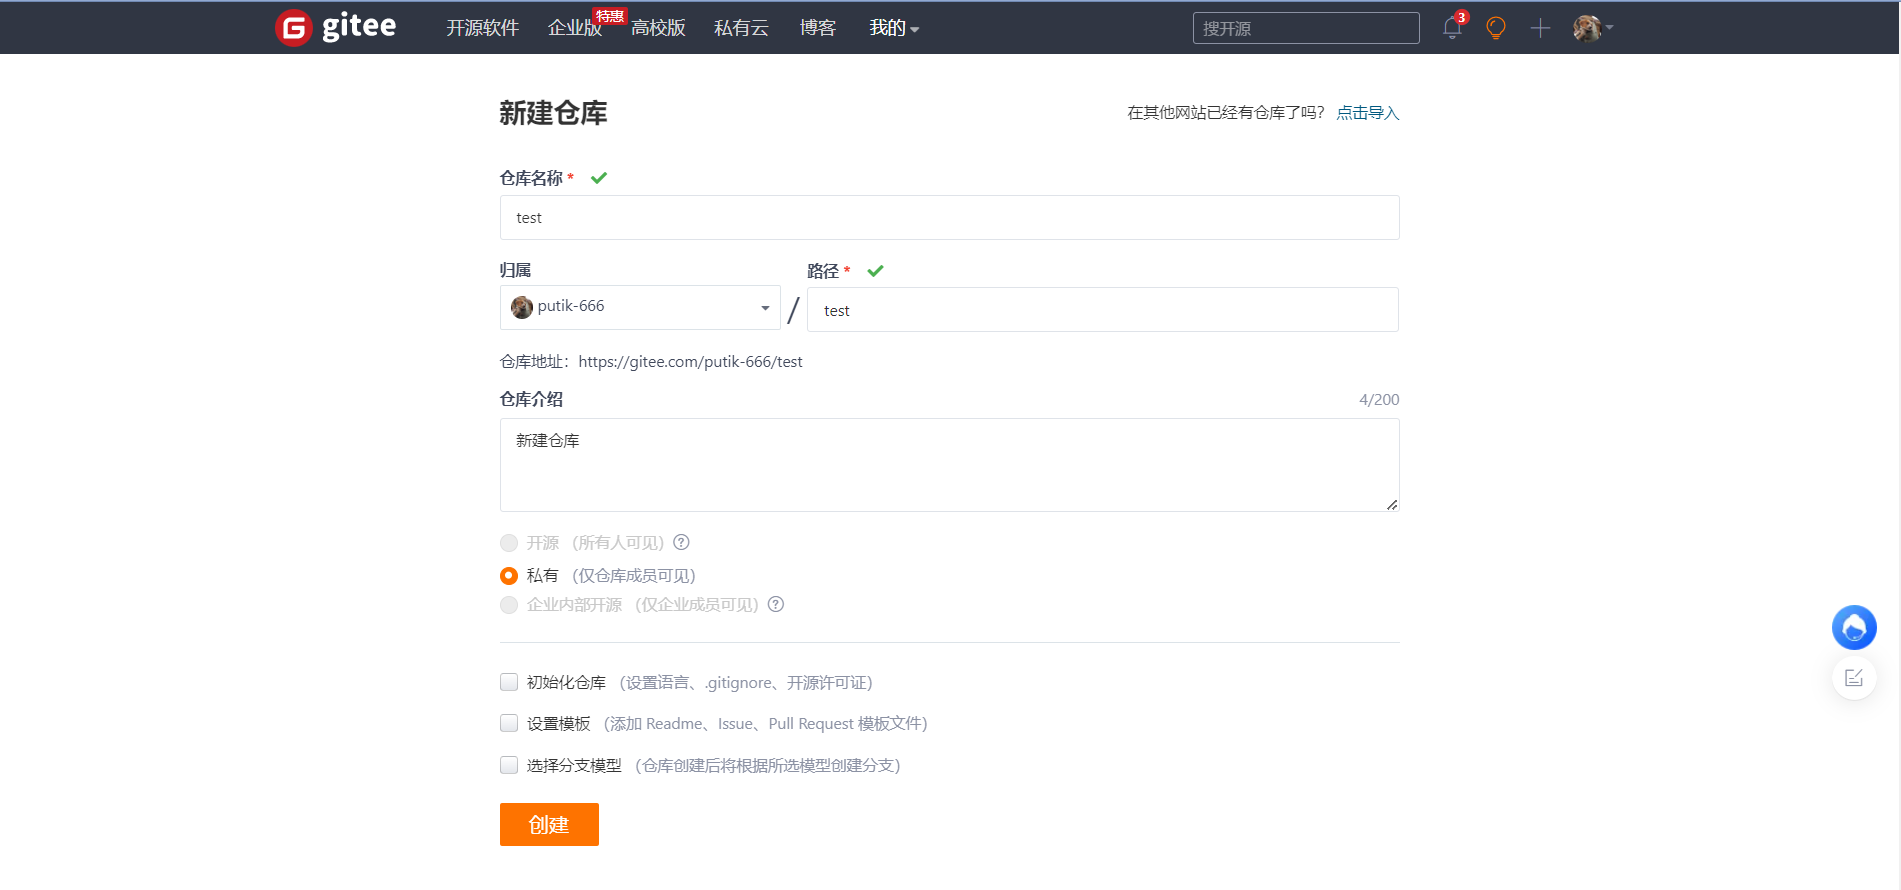 gitee 开源软件 企业版 特惠 高校版 私有云 博客 我的 搜开源 3
新建仓库 在其他网站已经有仓库了吗? 点击导入
仓库名称 *
test
归属 路径 *
putik-666 / test
仓库地址：https://gitee.com/putik-666/test
仓库介绍 4/200
新建仓库
开源 （所有人可见） ?
私有 （仅仓库成员可见）
企业内部开源 （仅企业成员可见） ?
初始化仓库 （设置语言、.gitignore、开源许可证）
设置模板 （添加 Readme、Issue、Pull Request 模板文件）
选择分支模型 （仓库创建后将根据所选模型创建分支）
创建